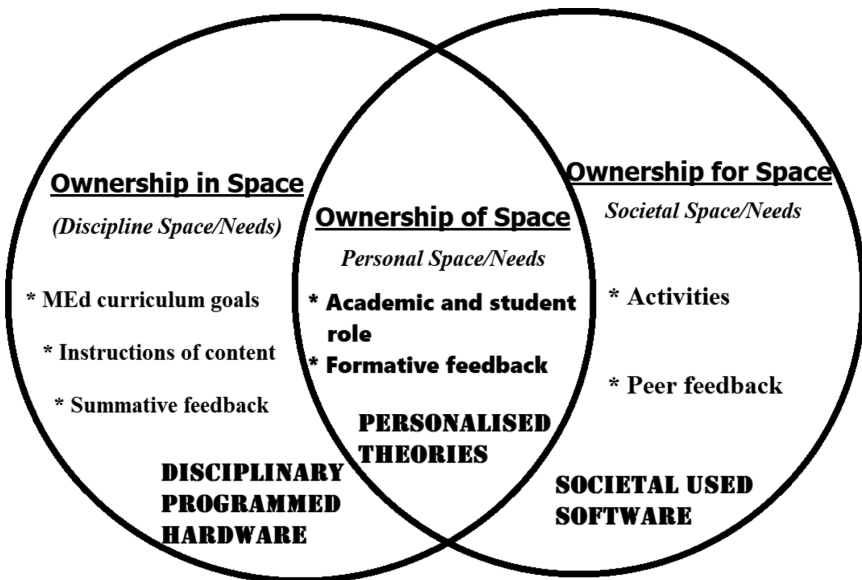 Ownership in Space
(Discipline Space/Needs)
* MEd curriculum goals
* Instructions of content
* Summative feedback
DISCIPLINARY
PROGRAMMED
HARDWARE
Ownership of Space
Personal Space/Needs
* Academic and student
role
* Formative feedback
PERSONALISED
THEORIES
Ownership for Space
Societal Space/Needs
* Activities
* Peer feedback
SOCIETAL USED
SOFTWARE